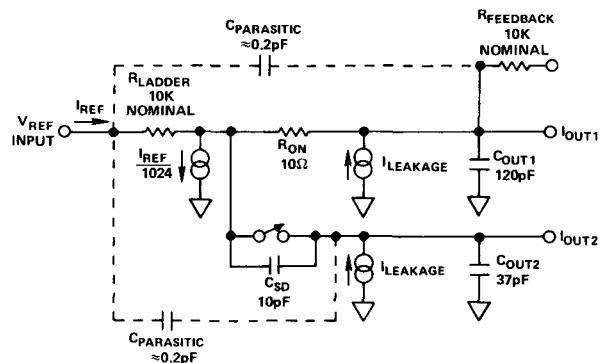 CPARASITIC
≈0.2pF
RFEEDBACK
10K
NOMINAL
RLADDER
10K
NOMINAL
IREF
VREF
INPUT
IREF
1024
RON
10Ω
ILEAKAGE
COUT1
120pF
IOUT1
CSD
10pF
ILEAKAGE
COUT2
37pF
IOUT2
CPARASITIC
≈0.2pF